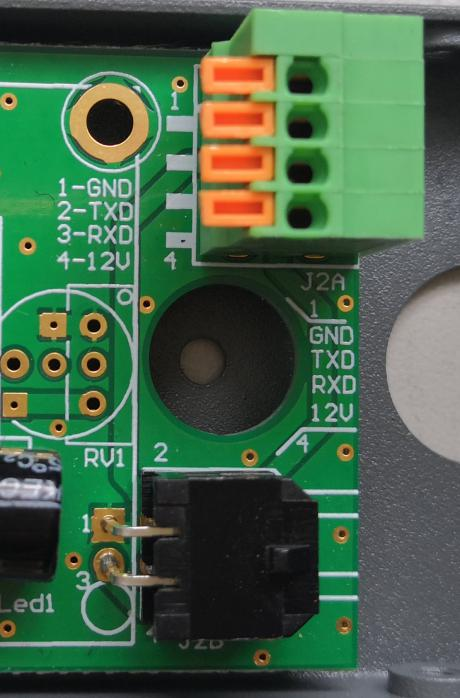 1
1-GND
2-TXD
3-RXD
4-12V
4
J2A
1
GND
TXD
RXD
12V
4
RV1
2
1
3
Led1
J2B